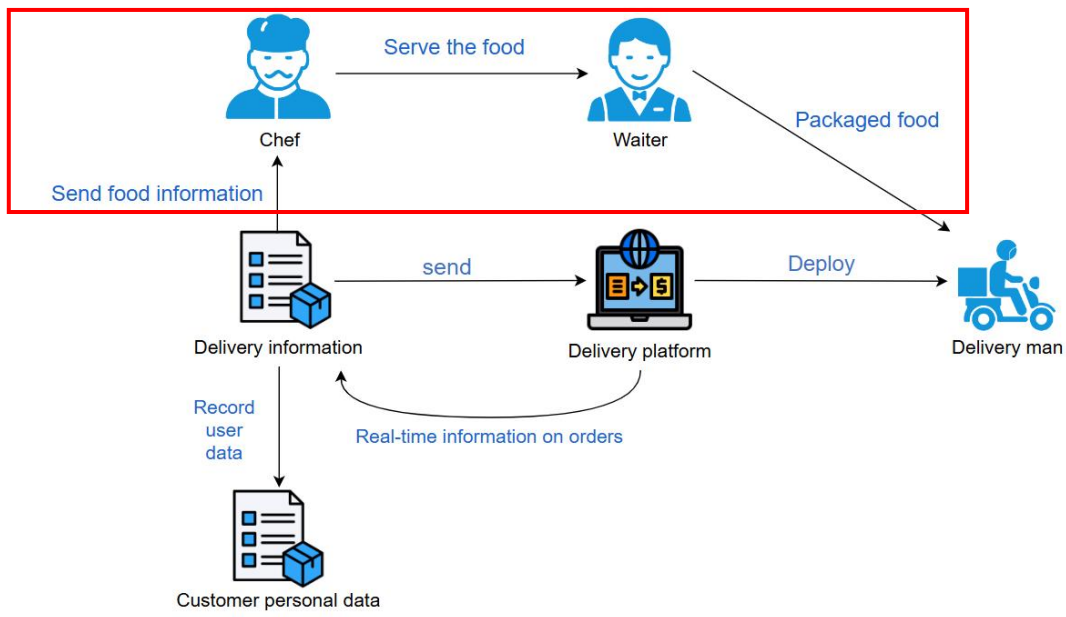 Serve the food
Chef
Waiter
Packaged food
Send food information
send
Deploy
Delivery information
Delivery platform
Delivery man
Record
user
data
Real-time information on orders
Customer personal data